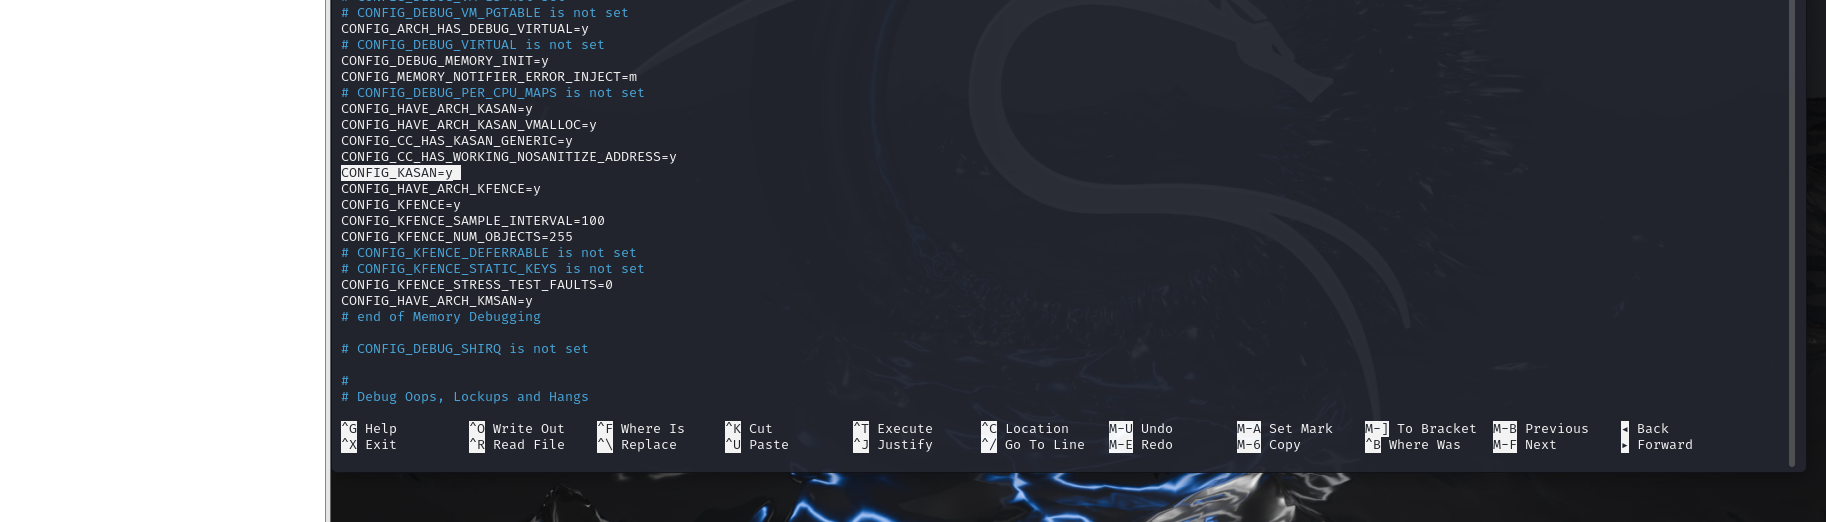 # CONFIG_DEBUG_VM_PGTABLE is not set
CONFIG_ARCH_HAS_DEBUG_VIRTUAL=y
# CONFIG_DEBUG_VIRTUAL is not set
CONFIG_DEBUG_MEMORY_INIT=y
CONFIG_MEMORY_NOTIFIER_ERROR_INJECT=m
# CONFIG_DEBUG_PER_CPU_MAPS is not set
CONFIG_HAVE_ARCH_KASAN=y
CONFIG_HAVE_ARCH_KASAN_VMALLOC=y
CONFIG_CC_HAS_KASAN_GENERIC=y
CONFIG_CC_HAS_WORKING_NOSANITIZE_ADDRESS=y
CONFIG_KASAN=y
CONFIG_HAVE_ARCH_KFENCE=y
CONFIG_KFENCE=y
CONFIG_KFENCE_SAMPLE_INTERVAL=100
CONFIG_KFENCE_NUM_OBJECTS=255
# CONFIG_KFENCE_DEFERRABLE is not set
# CONFIG_KFENCE_STATIC_KEYS is not set
CONFIG_KFENCE_STRESS_TEST_FAULTS=0
CONFIG_HAVE_ARCH_KMSAN=y
# end of Memory Debugging
# CONFIG_DEBUG_SHIRQ is not set
#
# Debug Oops, Lockups and Hangs
^G Help ^O Write Out ^F Where Is ^K Cut ^T Execute ^C Location M-U Undo M-A Set Mark M-] To Bracket M-B Previous ◂ Back
^X Exit ^R Read File ^\ Replace ^U Paste ^J Justify ^/ Go To Line M-E Redo M-6 Copy ^B Where Was M-F Next ▸ Forward